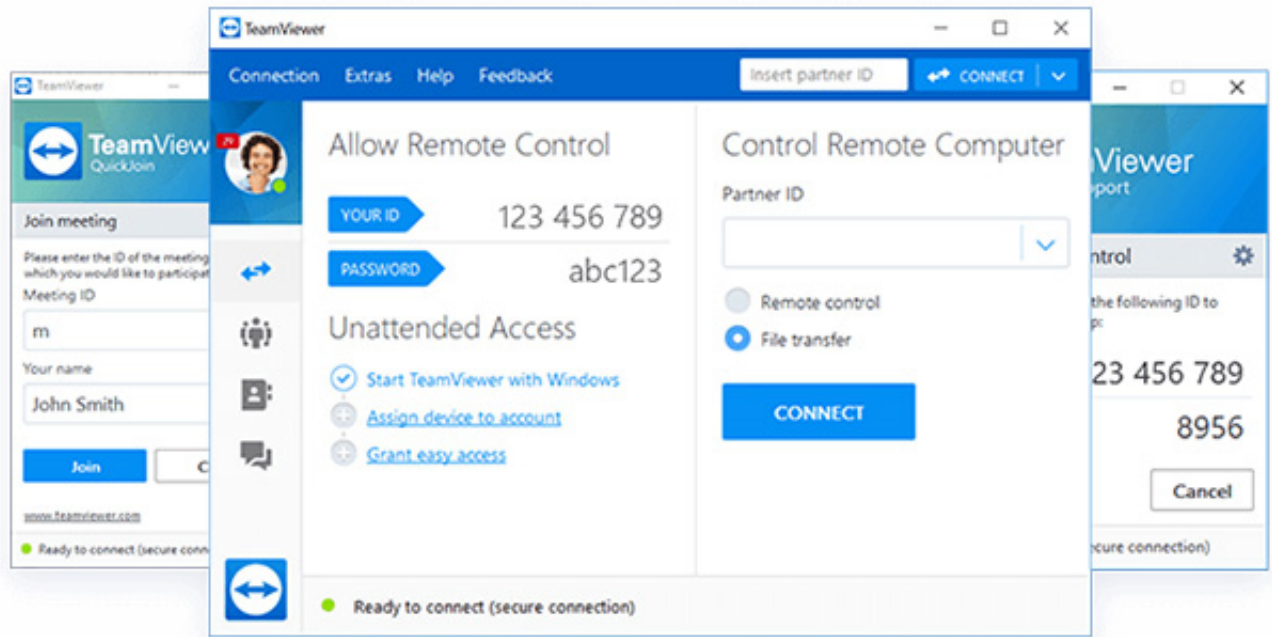 TeamViewer
Connection Extras Help Feedback Insert partner ID CONNECT
Allow Remote Control
YOUR ID 123 456 789
PASSWORD abc123
Unattended Access
Start TeamViewer with Windows
Assign device to account
Grant easy access
Control Remote Computer
Partner ID
Remote control
File transfer
CONNECT
Ready to connect (secure connection)
TeamViewer
TeamView
QuickJoin
Join meeting
Please enter the ID of the meeting
which you would like to participat
Meeting ID
m
Your name
John Smith
Join C
www.teamviewer.com
Ready to connect (secure conn
Viewer
port
ntrol
the following ID to
p:
23 456 789
8956
Cancel
ecure connection)